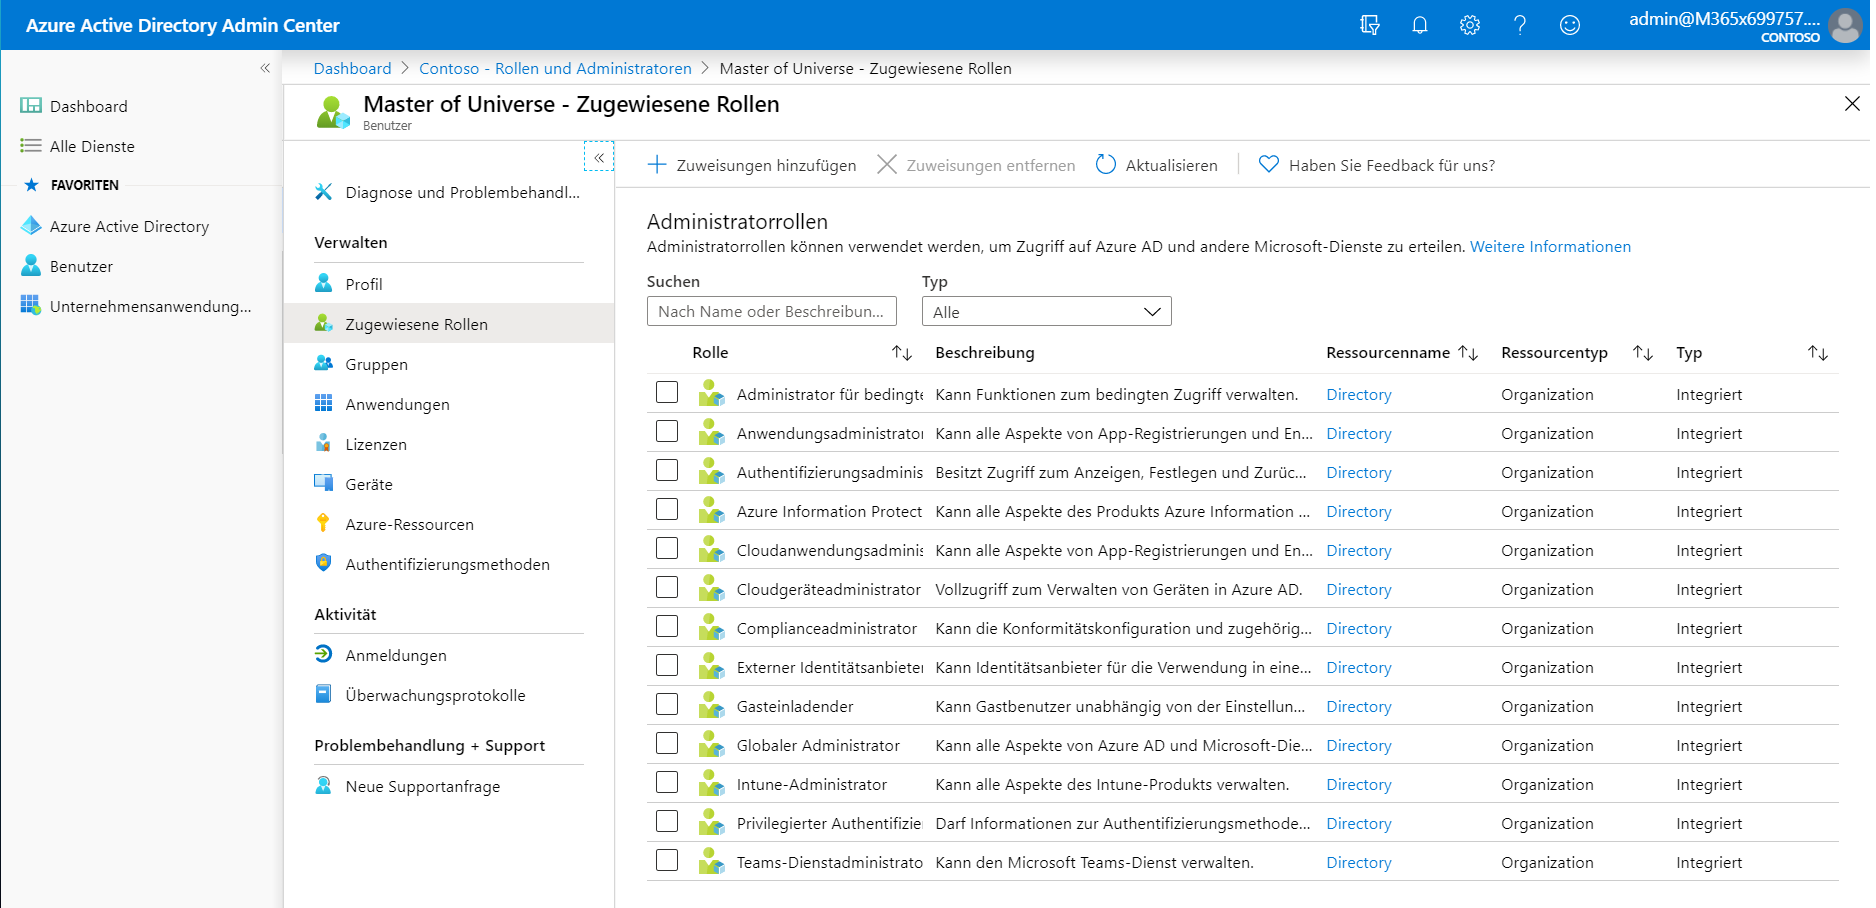 Azure Active Directory Admin Center
admin@M365x699757....
CONTOSO
Dashboard
Alle Dienste
FAVORITEN
Azure Active Directory
Benutzer
Unternehmensanwendung...
Dashboard > Contoso - Rollen und Administratoren > Master of Universe - Zugewiesene Rollen
Master of Universe - Zugewiesene Rollen
Benutzer
Diagnose und Problembehandl...
Verwalten
Profil
Zugewiesene Rollen
Gruppen
Anwendungen
Lizenzen
Geräte
Azure-Ressourcen
Authentifizierungsmethoden
Aktivität
Anmeldungen
Überwachungsprotokolle
Problembehandlung + Support
Neue Supportanfrage
Zuweisungen hinzufügen Zuweisungen entfernen Aktualisieren Haben Sie Feedback für uns?
Administratorrollen
Administratorrollen können verwendet werden, um Zugriff auf Azure AD und andere Microsoft-Dienste zu erteilen. Weitere Informationen
Suchen Typ
Nach Name oder Beschreibun... Alle
Rolle Beschreibung Ressourcenname Ressourcentyp Typ
Administrator für bedingte Kann Funktionen zum bedingten Zugriff verwalten. Directory Organization Integriert
Anwendungsadministrator Kann alle Aspekte von App-Registrierungen und En... Directory Organization Integriert
Authentifizierungsadminis Besitzt Zugriff zum Anzeigen, Festlegen und Zurüc... Directory Organization Integriert
Azure Information Protect Kann alle Aspekte des Produkts Azure Information ... Directory Organization Integriert
Cloudanwendungsadminis Kann alle Aspekte von App-Registrierungen und En... Directory Organization Integriert
Cloudgeräteadministrator Vollzugriff zum Verwalten von Geräten in Azure AD. Directory Organization Integriert
Complianceadministrator Kann die Konformitätskonfiguration und zugehörig... Directory Organization Integriert
Externer Identitätsanbieter Kann Identitätsanbieter für die Verwendung in eine... Directory Organization Integriert
Gasteinladender Kann Gastbenutzer unabhängig von der Einstellun... Directory Organization Integriert
Globaler Administrator Kann alle Aspekte von Azure AD und Microsoft-Die... Directory Organization Integriert
Intune-Administrator Kann alle Aspekte des Intune-Produkts verwalten. Directory Organization Integriert
Privilegierter Authentifizie Darf Informationen zur Authentifizierungsmethode... Directory Organization Integriert
Teams-Dienstadministrato Kann den Microsoft Teams-Dienst verwalten. Directory Organization Integriert